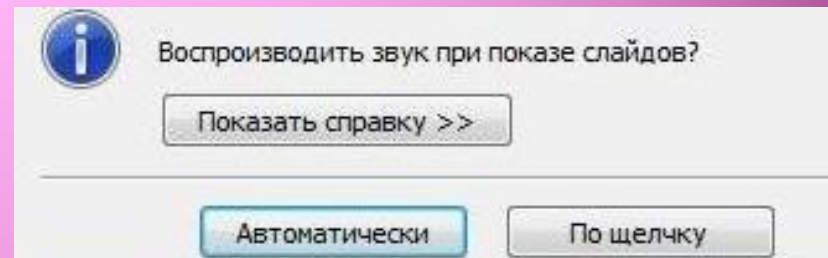 Воспроизводить звук при показе слайдов?
Показать справку >>
Автоматически По щелчку